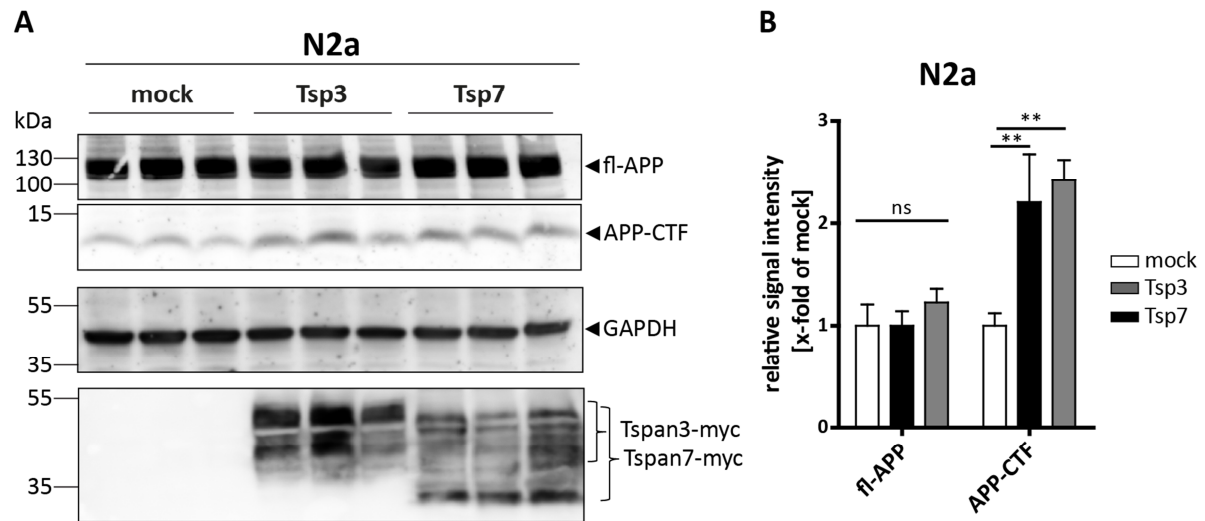 A
N2a
mock Tsp3 Tsp7
kDa
130
100
fl-APP
15
APP-CTF
55
GAPDH
35
55
Tspan3-myc
Tspan7-myc
35
B
N2a
relative signal intensity
[x-fold of mock]
3
2
1
0
ns
**
**
fl-APP
APP-CTF
mock
Tsp3
Tsp7